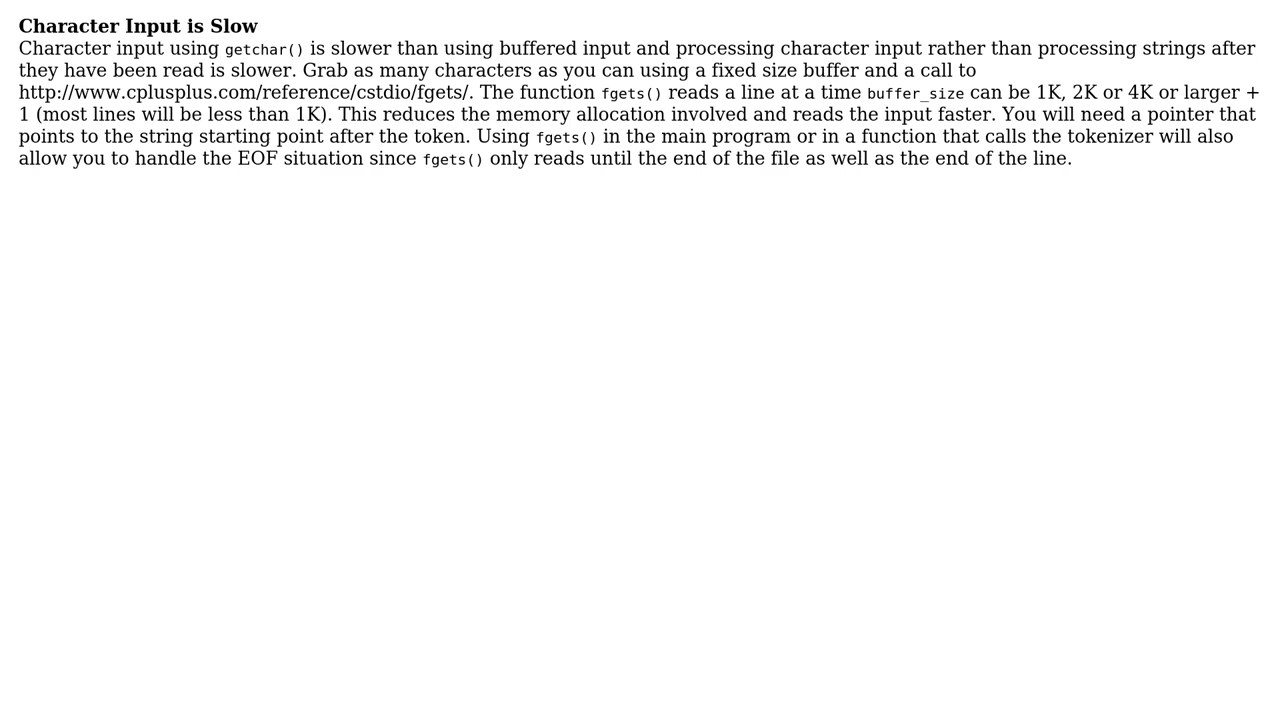 Character Input is Slow
Character input using getchar() is slower than using buffered input and processing character input rather than processing strings after
they have been read is slower. Grab as many characters as you can using a fixed size buffer and a call to
http://www.cplusplus.com/reference/cstdio/fgets/. The function fgets() reads a line at a time buffer_size can be 1K, 2K or 4K or larger +
1 (most lines will be less than 1K). This reduces the memory allocation involved and reads the input faster. You will need a pointer that
points to the string starting point after the token. Using fgets() in the main program or in a function that calls the tokenizer will also
allow you to handle the EOF situation since fgets() only reads until the end of the file as well as the end of the line.